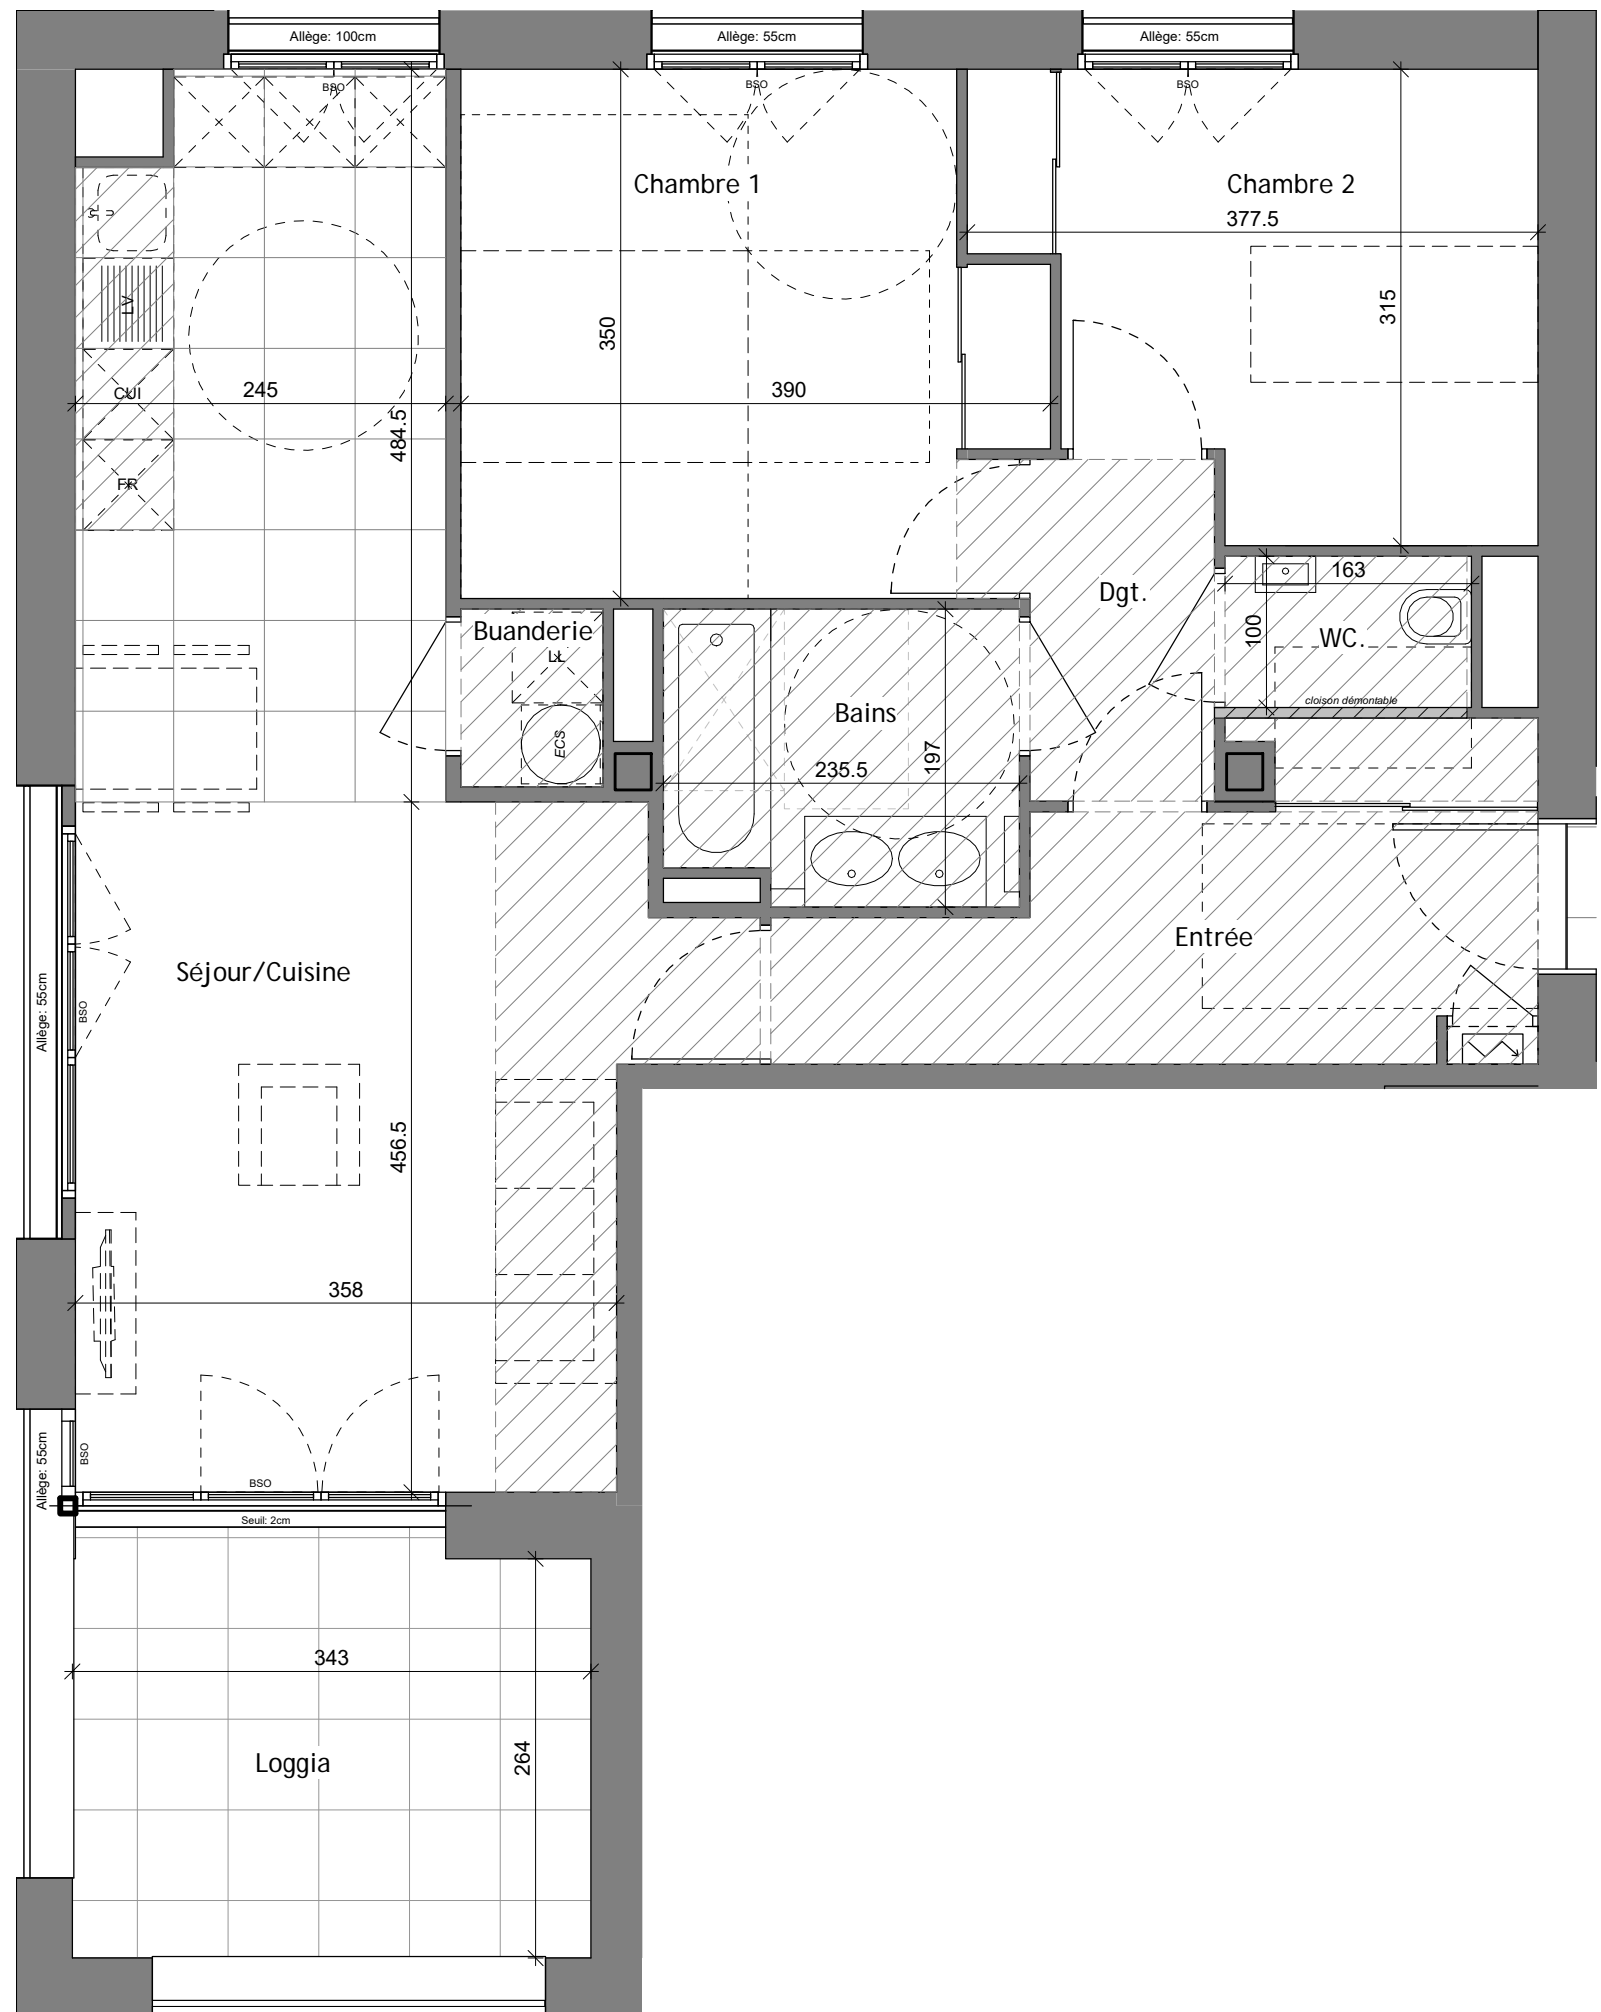 Allège: 100cm
Allège: 55cm
Allège: 55cm
BSO
BSO
BSO
Chambre 1
Chambre 2
377.5
LV
350
315
CUI
245
390
484.5
FR
163
Dgt.
Buanderie
100
WC.
LL
cloison démontable
Bains
ECS
197
235.5
Entrée
Séjour/Cuisine
Allège: 55cm
BSO
456.5
358
Allège: 55cm
BSO
BSO
Seuil: 2cm
343
264
Loggia